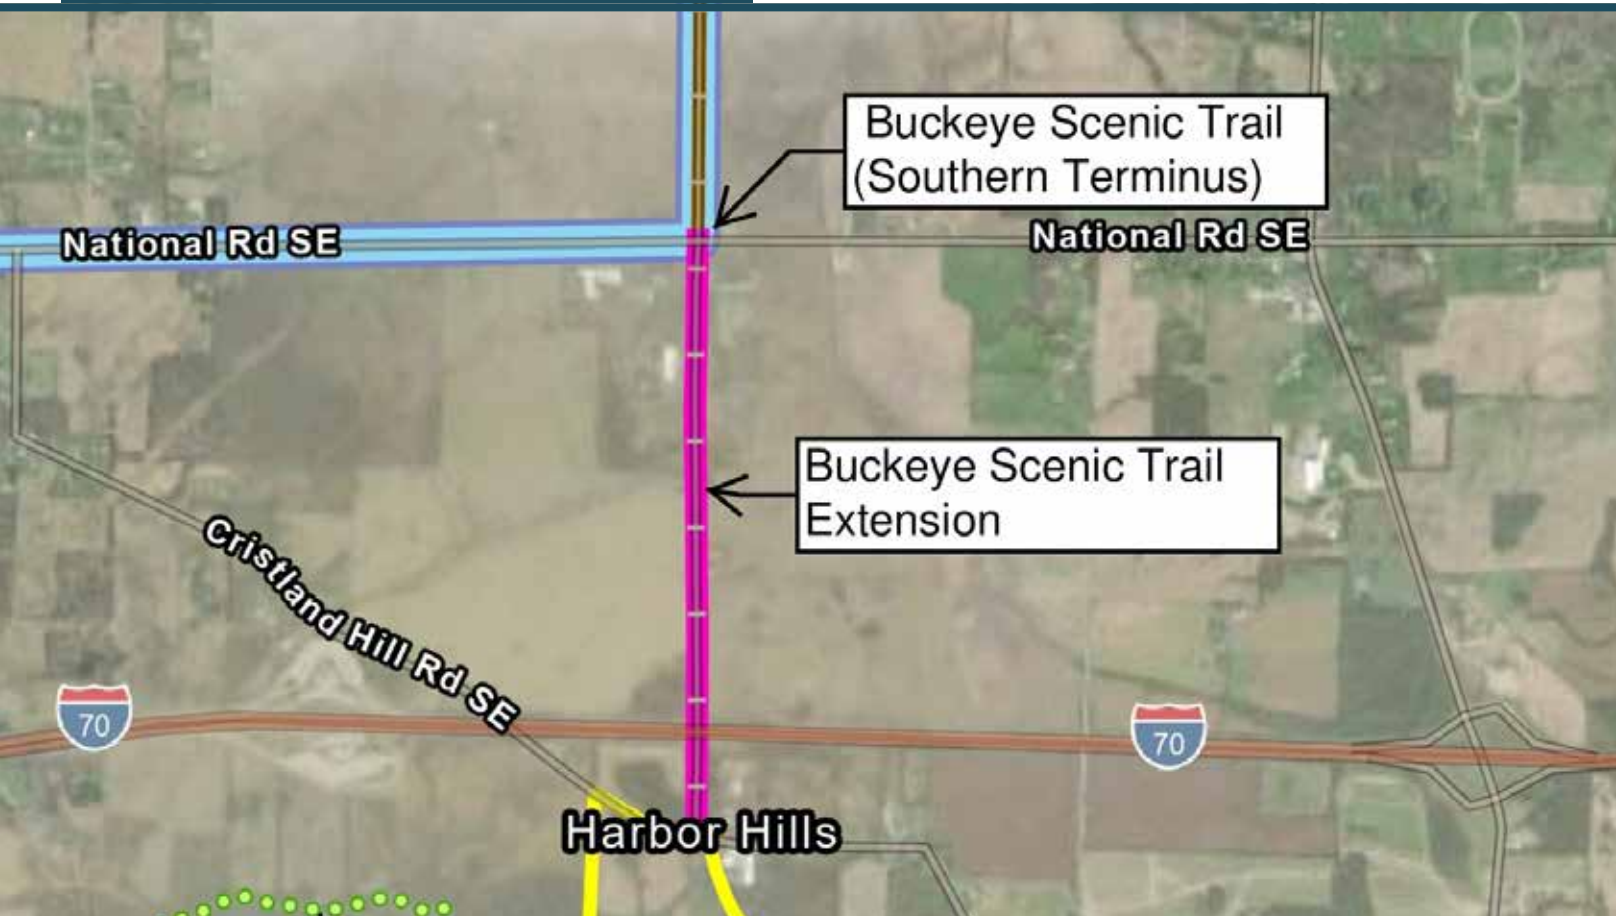 Buckeye Scenic Trail
(Southern Terminus)
National Rd SE
National Rd SE
Buckeye Scenic Trail
Extension
Cristland Hill Rd SE
70
70
Harbor Hills